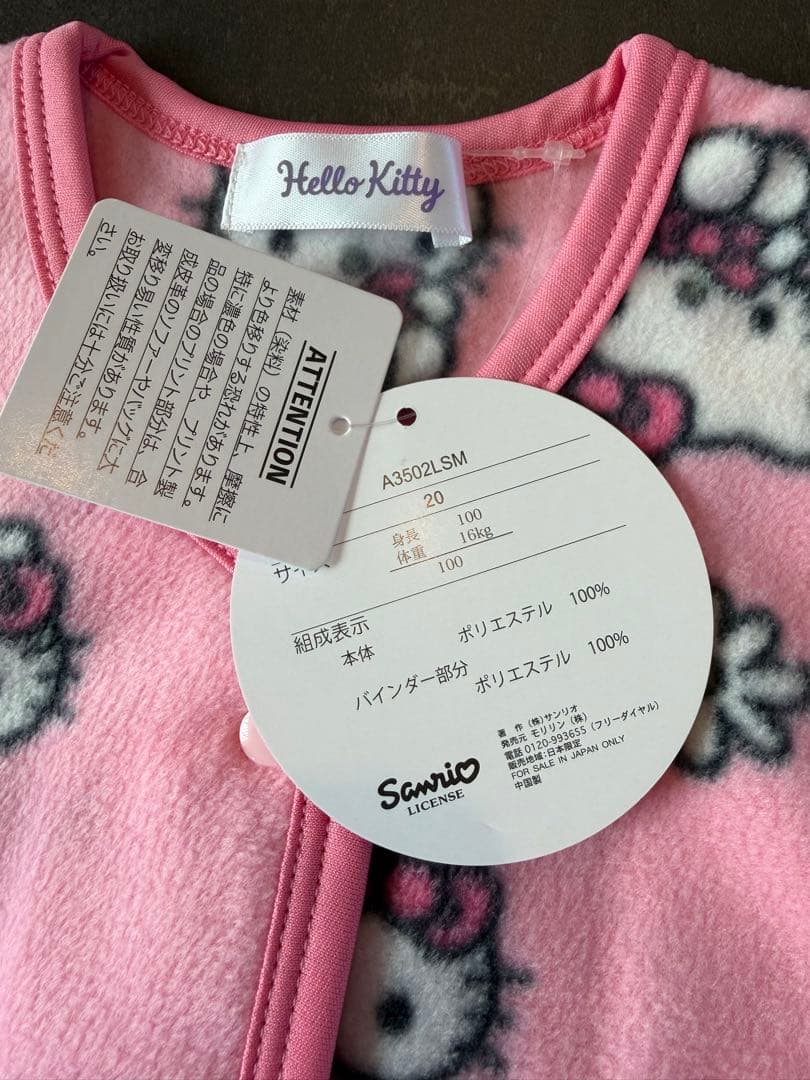 Hello Kitty
ATTENTION
素材（染料）の特性上、摩擦に
より色移りする恐れがあります。
特に濃色の場合や、プリント製
品の場合のプリント部分は、合
成皮革のソファーやバッグに大
変移り易い性質があります。
お取り扱いには十分ご注意くだ
さい。
A3502LSM
20
身長 100
体重 16kg
100
組成表示
本体 ポリエステル 100%
バインダー部分 ポリエステル 100%
著 作 (株)サンリオ
発売元 モリリン (株)
電話 0120-993655 (フリーダイヤル)
販売地域:日本限定
FOR SALE IN JAPAN ONLY
中国製
Sanrio
LICENSE